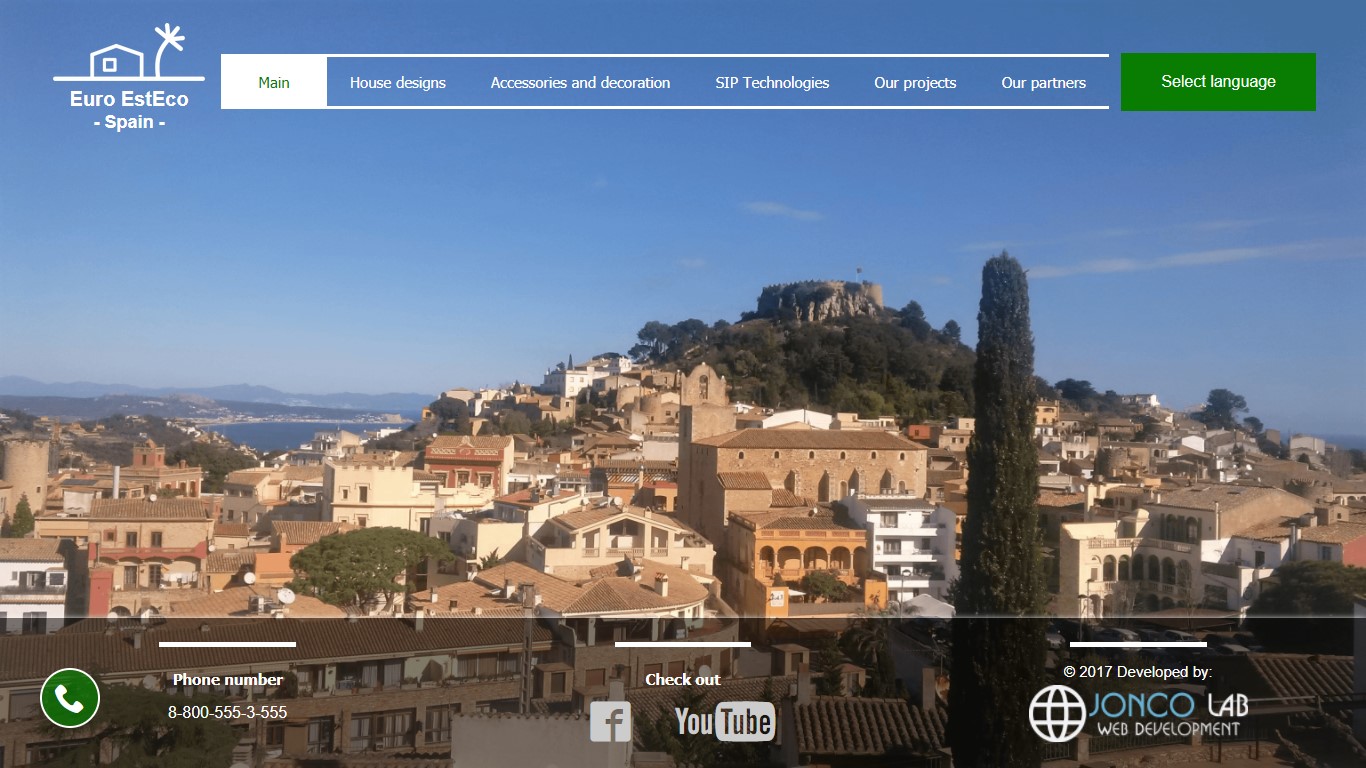 Euro EstEco
- Spain -
Main
House designs
Accessories and decoration
SIP Technologies
Our projects
Our partners
Select language
Phone number
8-800-555-3-555
Check out
f
YouTube
© 2017 Developed by:
JONCO LAB
WEB DEVELOPMENT